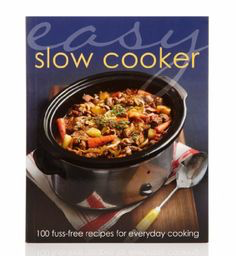 easy
slow cooker
100 fuss-free recipes for everyday cooking